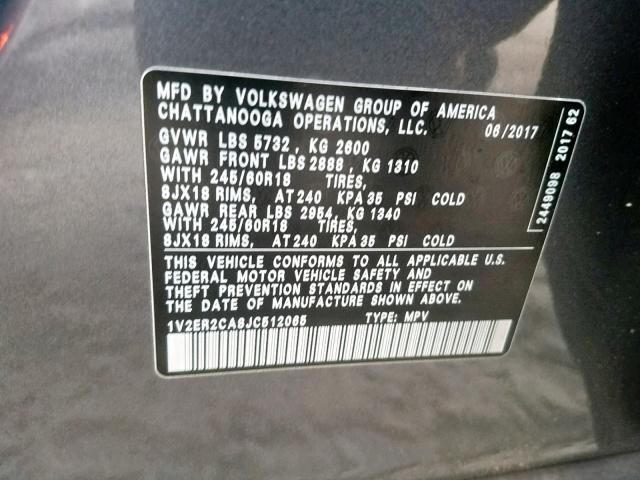 MFD BY VOLKSWAGEN GROUP OF AMERICA
CHATTANOOGA OPERATIONS, LLC. 06/2017
GVWR LBS 5732 , KG 2600
GAWR FRONT LBS 2888 , KG 1310
WITH 245/60R18 TIRES,
8JX18 RIMS, AT 240 KPA 35 PSI COLD
GAWR REAR LBS 2954, KG 1340
WITH 245/60R18 TIRES,
8JX18 RIMS, AT 240 KPA 35 PSI COLD
THIS VEHICLE CONFORMS TO ALL APPLICABLE U.S.
FEDERAL MOTOR VEHICLE SAFETY AND
THEFT PREVENTION STANDARDS IN EFFECT ON
THE DATE OF MANUFACTURE SHOWN ABOVE.
1V2ER2CA8JC512065 TYPE: MPV
2449098 2017 62